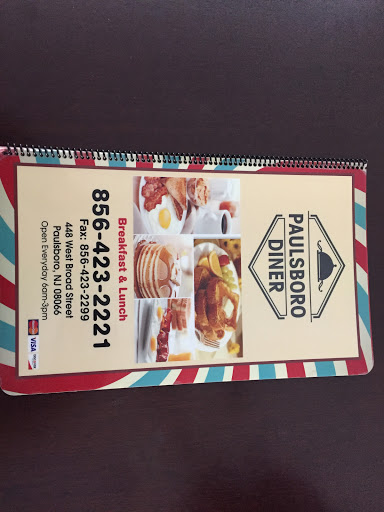 PAULSBORO
DINER
Breakfast & Lunch
856-423-2221
Fax: 856-423-2299
448 West Broad Street
Paulsboro, NJ 08066
Open Everyday 6am-3pm
VISA